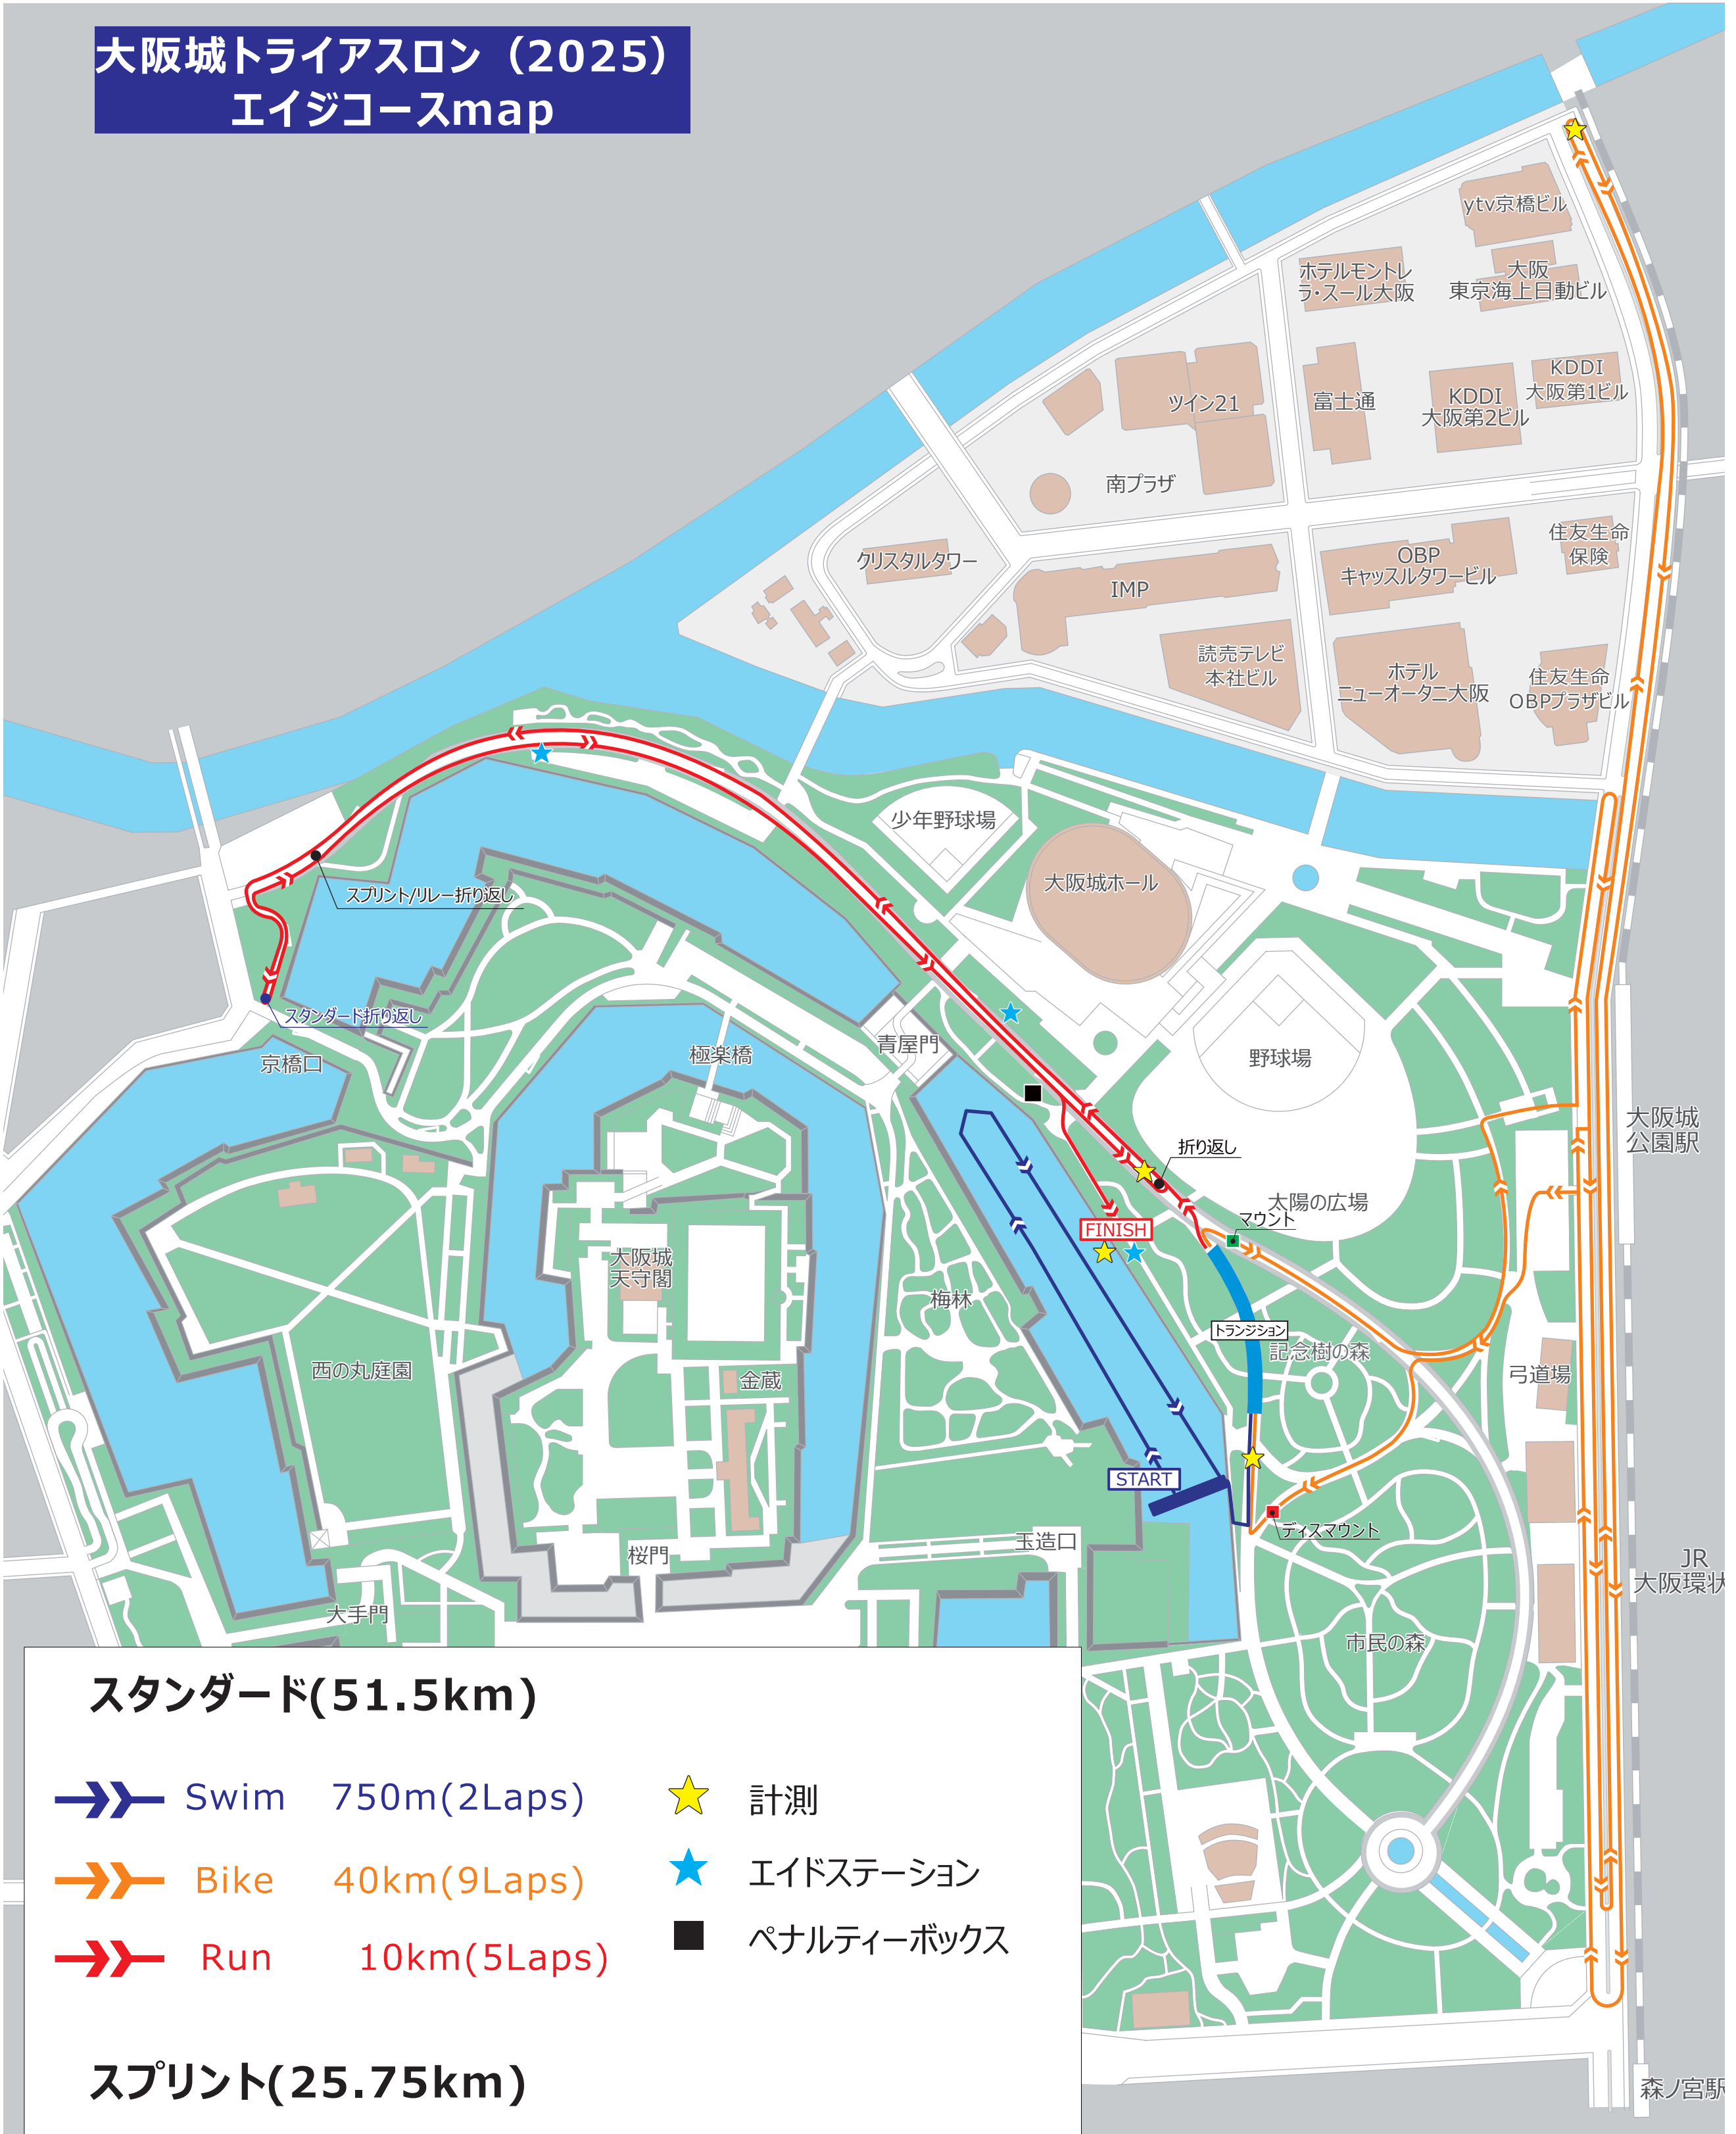 大阪城トライアスロン（2025）
エイジコースmap
ytv京橋ビル
ホテルモントレ
ラ・スール大阪
大阪
東京海上日動ビル
KDDI
大阪第1ビル
ツイン21
富士通
KDDI
大阪第2ビル
南プラザ
住友生命
保険
クリスタルタワー
OBP
キャッスルタワービル
IMP
読売テレビ
本社ビル
ホテル
ニューオータニ大阪
住友生命
OBPプラザビル
少年野球場
大阪城ホール
スプリント/リレー折り返し
スタンダード折り返し
京橋口
極楽橋
青屋門
野球場
大阪城
公園駅
折り返し
太陽の広場
マウント
FINISH
大阪城
天守閣
梅林
トランジション
記念樹の森
西の丸庭園
金蔵
弓道場
START
ディスマウント
玉造口
桜門
JR
大阪環状
大手門
市民の森
スタンダード(51.5km)
Swim 750m(2Laps)
計測
Bike 40km(9Laps)
エイドステーション
Run 10km(5Laps)
ペナルティーボックス
スプリント(25.75km)
森ノ宮駅